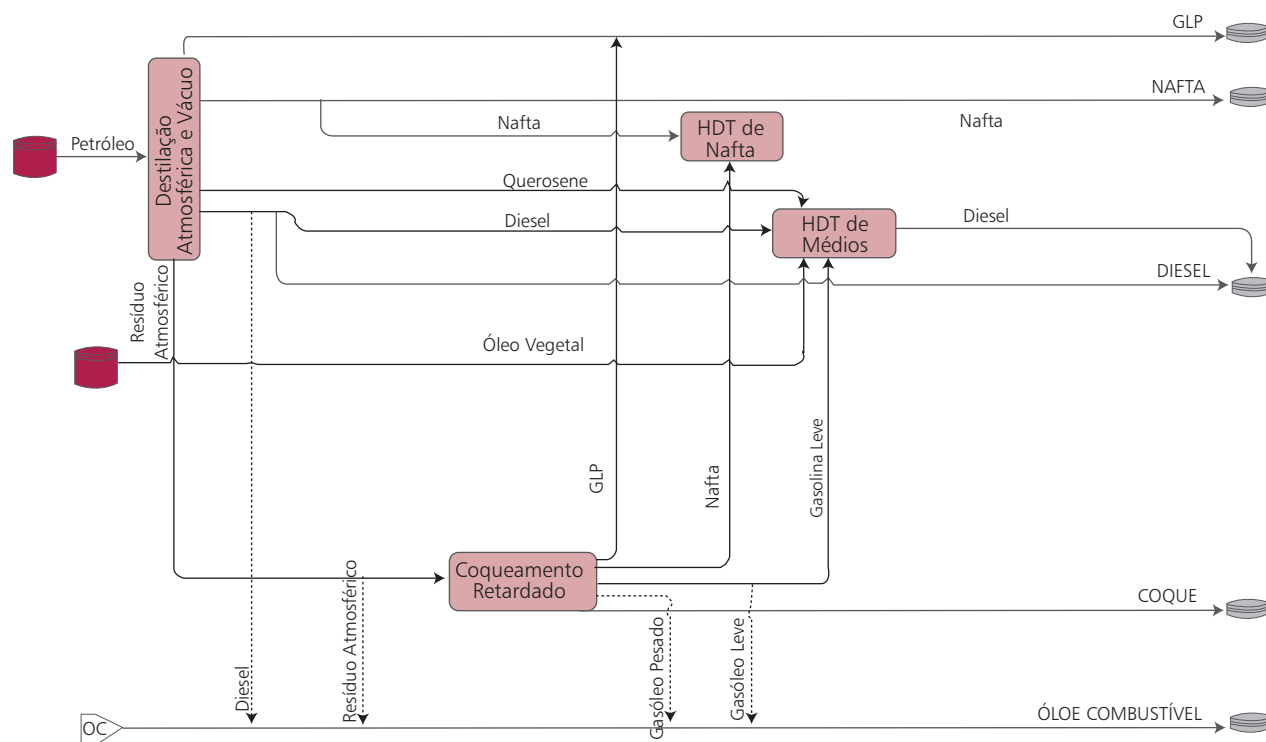 GLP
NAFTA
Destilação
Atmosférica e Vácuo
Petróleo
Nafta
HDT de
Nafta
Nafta
Querosene
Diesel
HDT de
Médios
Diesel
DIESEL
Resíduo
Atmosférico
Óleo Vegetal
GLP
Nafta
Gasolina Leve
Coqueamento
Retardado
COQUE
Diesel
Resíduo Atmosférico
Gasóleo Pesado
Gasóleo Leve
OC
ÓLOE COMBUSTÍVEL